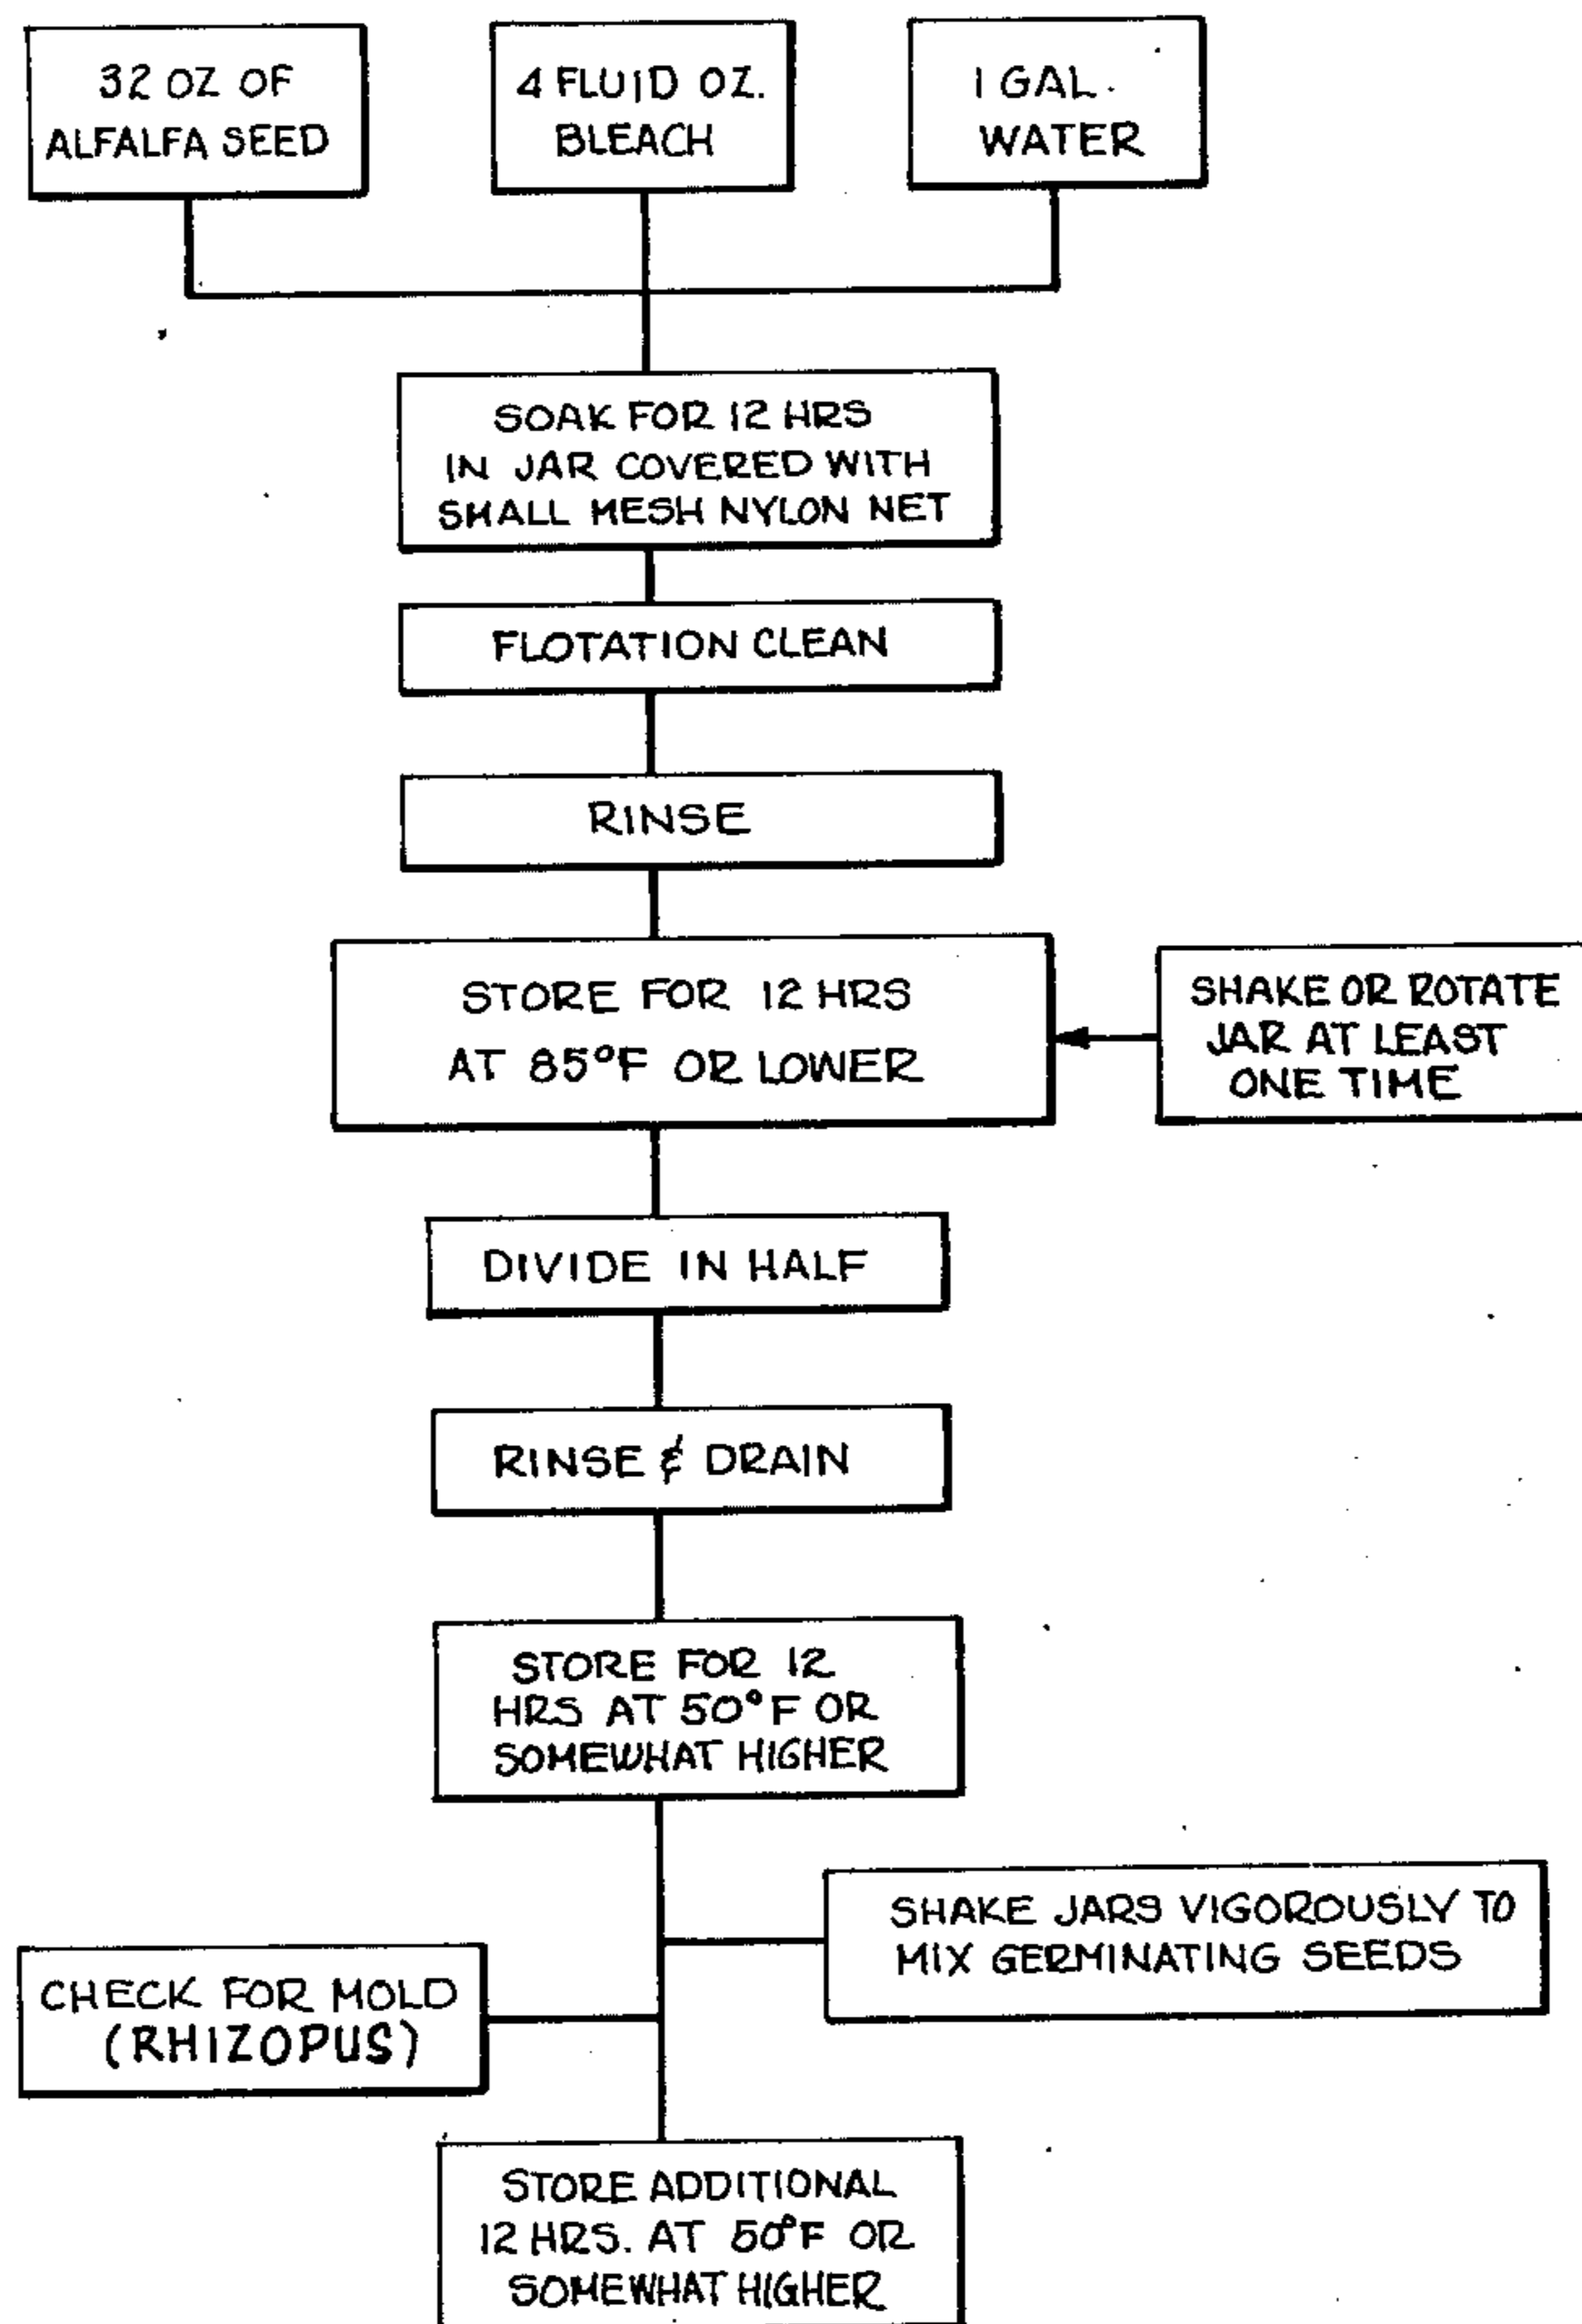 32 OZ OF
ALFALFA SEED
4 FLUID OZ.
BLEACH
1 GAL.
WATER
SOAK FOR 12 HRS
IN JAR COVERED WITH
SMALL MESH NYLON NET
FLOTATION CLEAN
RINSE
STORE FOR 12 HRS
AT 85°F OR LOWER
SHAKE OR ROTATE
JAR AT LEAST
ONE TIME
DIVIDE IN HALF
RINSE & DRAIN
STORE FOR 12
HRS AT 50°F OR
SOMEWHAT HIGHER
SHAKE JARS VIGOROUSLY TO
MIX GERMINATING SEEDS
CHECK FOR MOLD
(RHIZOPUS)
STORE ADDITIONAL
12 HRS. AT 50°F OR
SOMEWHAT HIGHER